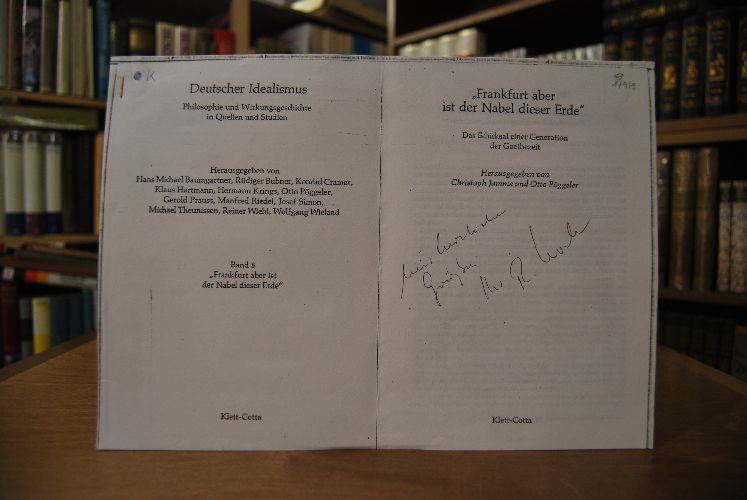 K
Deutscher Idealismus
Philosophie und Wirkungsgeschichte
in Quellen und Studien
Herausgegeben von
Hans Michael Baumgartner, Rüdiger Bubner, Konrad Cramer,
Klaus Hartmann, Hermann Krings, Otto Pöggeler,
Gerold Prauss, Manfred Riedel, Josef Simon,
Michael Theunissen, Reiner Wiehl, Wolfgang Wieland
Band 8
„Frankfurt aber ist
der Nabel dieser Erde“
Klett-Cotta
„Frankfurt aber
ist der Nabel dieser Erde“
Das Schicksal einer Generation
der Goethezeit
Herausgegeben von
Christoph Jamme und Otto Pöggeler
Mit herzlichen
Grüßen
Klett-Cotta